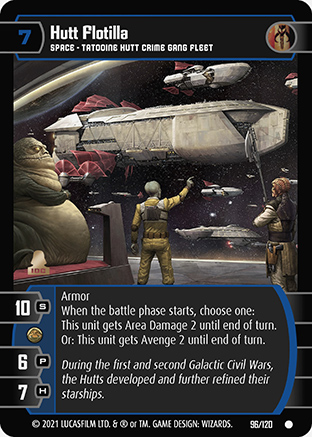 7
Hutt Flotilla
SPACE - TATOOINE HUTT CRIME GANG FLEET
10 S
Armor
When the battle phase starts, choose one:
This unit gets Area Damage 2 until end of turn.
Or: This unit gets Avenge 2 until end of turn.
6 P
During the first and second Galactic Civil Wars,
the Hutts developed and further refined their
starships.
7 H
© 2021 LUCASFILM LTD. & ® or TM. GAME DESIGN: WIZARDS.
96/120